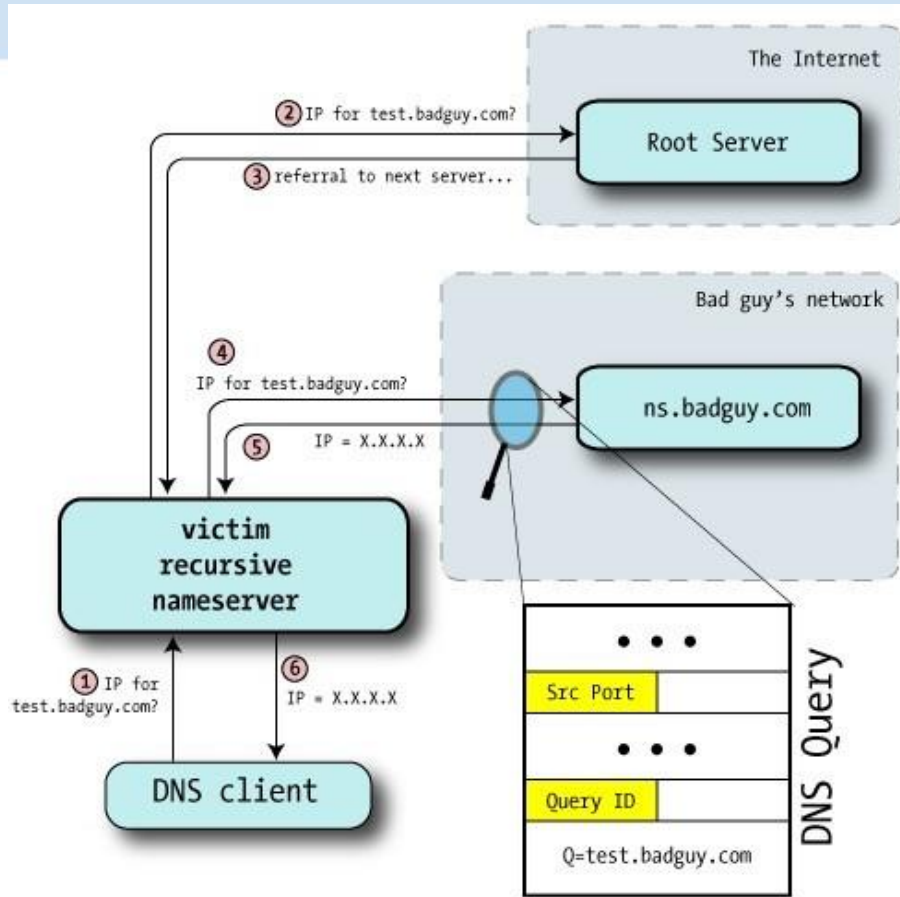 The Internet
② IP for test.badguy.com?
Root Server
③ referral to next server...
Bad guy's network
④
IP for test.badguy.com?
ns.badguy.com
⑤ IP = X.X.X.X
victim
recursive
nameserver
• • •
① IP for
test.badguy.com?
⑥
IP = X.X.X.X
Src Port
• • •
DNS client
Query ID
Q=test.badguy.com
DNS Query